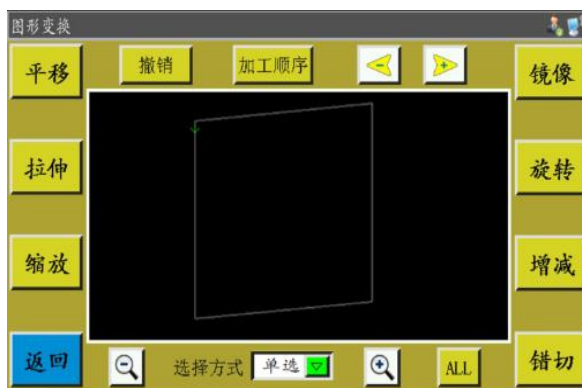 图形变换
平移
撤销
加工顺序
-
+
镜像
拉伸
旋转
缩放
增减
返回
选择方式
单选
ALL
错切